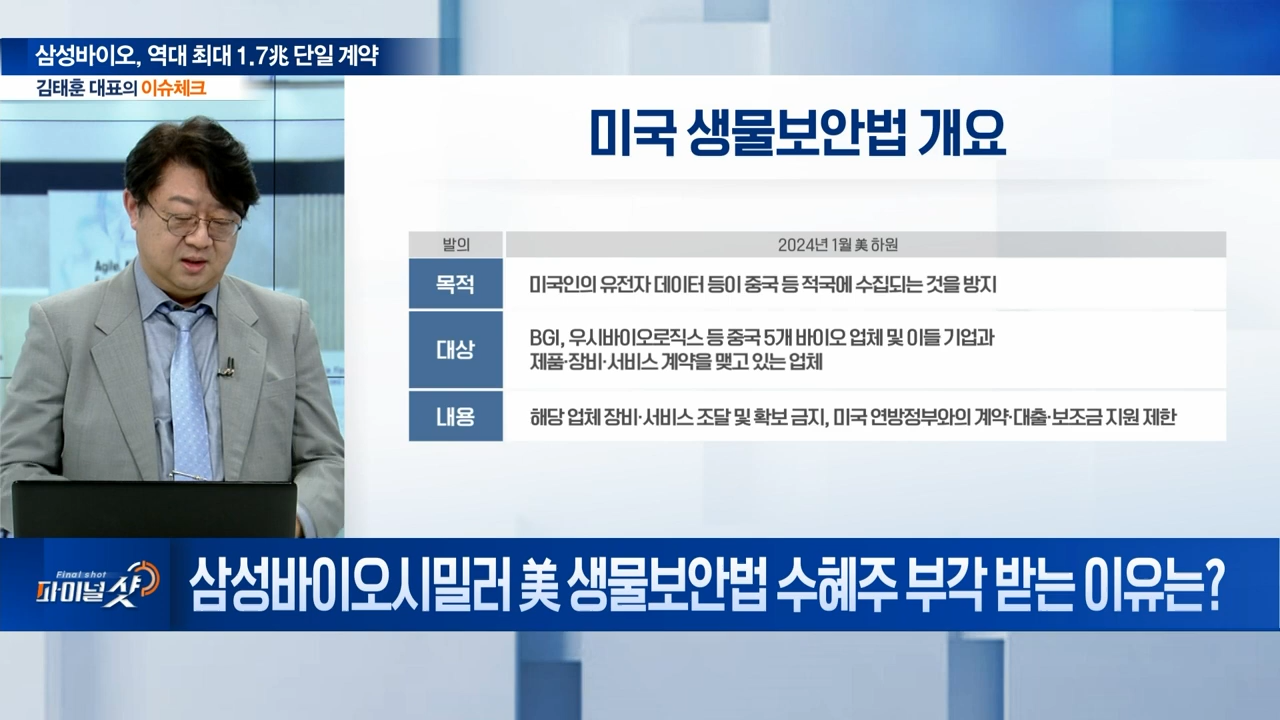 삼성바이오, 역대 최대 1.7兆 단일 계약
김태훈 대표의 이슈체크
미국 생물보안법 개요
발의
2024년 1월 美 하원
목적
미국인의 유전자 데이터 등이 중국 등 적국에 수집되는 것을 방지
대상
BGI, 우시바이오로직스 등 중국 5개 바이오 업체 및 이들 기업과
제품·장비·서비스 계약을 맺고 있는 업체
내용
해당 업체 장비·서비스 조달 및 확보 금지, 미국 연방정부와의 계약·대출·보조금 지원 제한
Final shot
파이널샷
삼성바이오시밀러 美 생물보안법 수혜주 부각 받는 이유는?